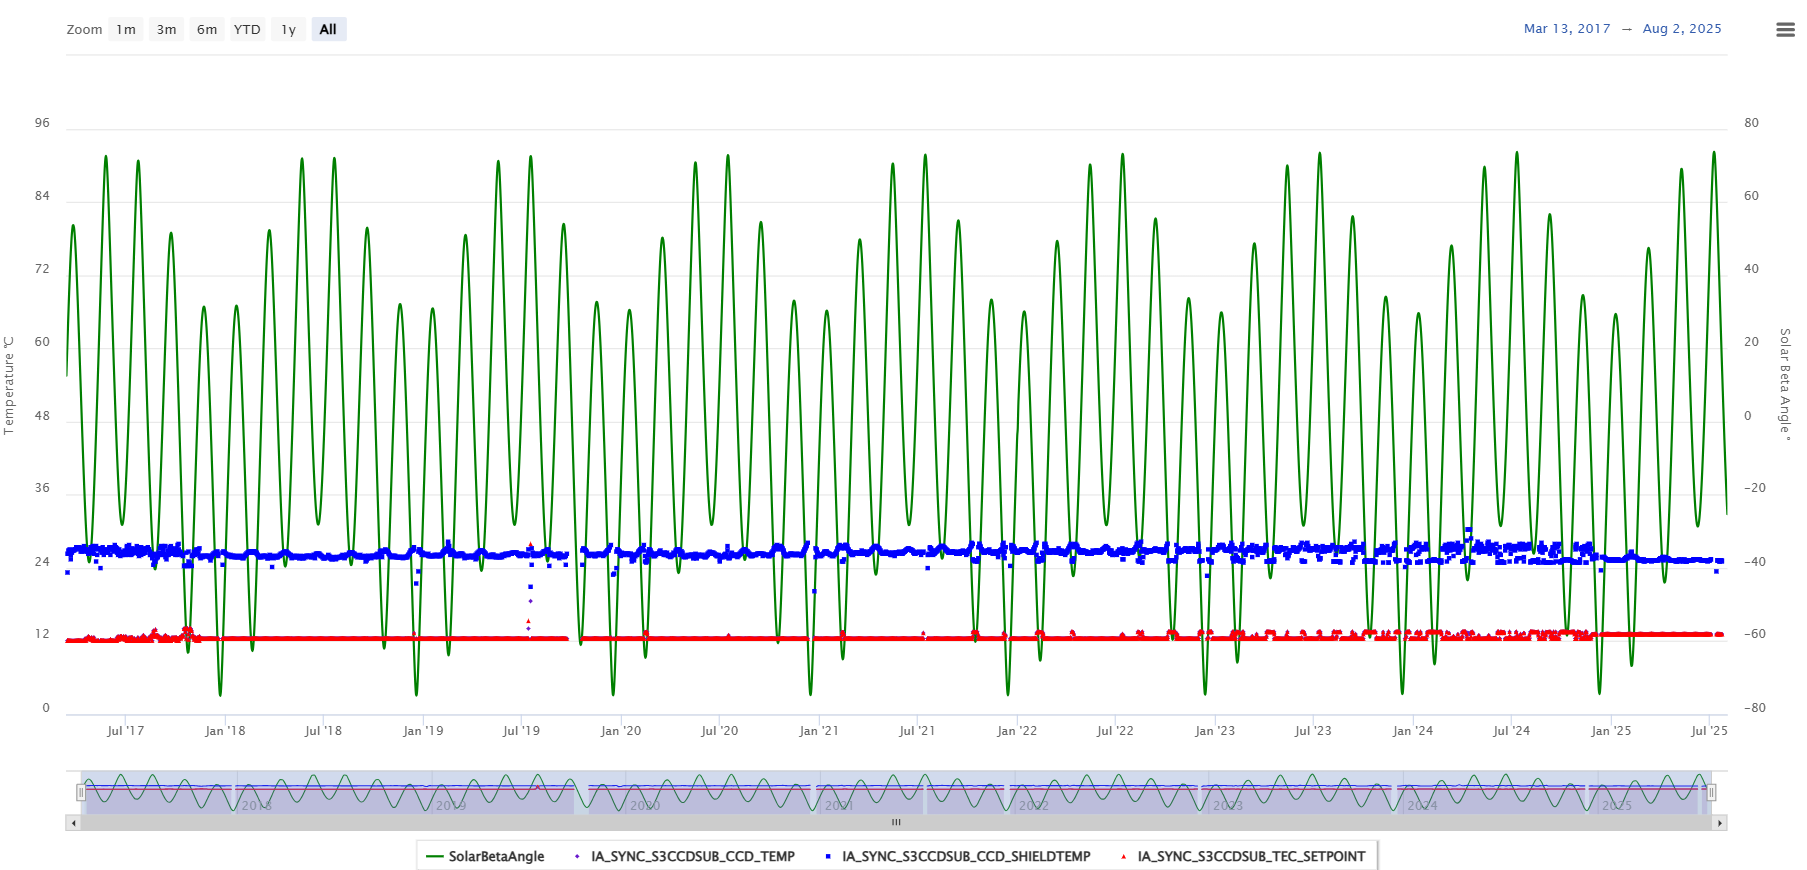 Zoom 1m 3m 6m YTD 1y All
Mar 13, 2017 → Aug 2, 2025
96 80
84 60
72 40
60 20
48 0
36 -20
24 -40
12 -60
0 -80
Temperature °C
Solar Beta Angle °
Jul '17 Jan '18 Jul '18 Jan '19 Jul '19 Jan '20 Jul '20 Jan '21 Jul '21 Jan '22 Jul '22 Jan '23 Jul '23 Jan '24 Jul '24 Jan '25 Jul '25
2018 2019 2020 2021 2022 2023 2024 2025
SolarBetaAngle IA_SYNC_S3CCDSUB_CCD_TEMP IA_SYNC_S3CCDSUB_CCD_SHIELDTEMP IA_SYNC_S3CCDSUB_TEC_SETPOINT